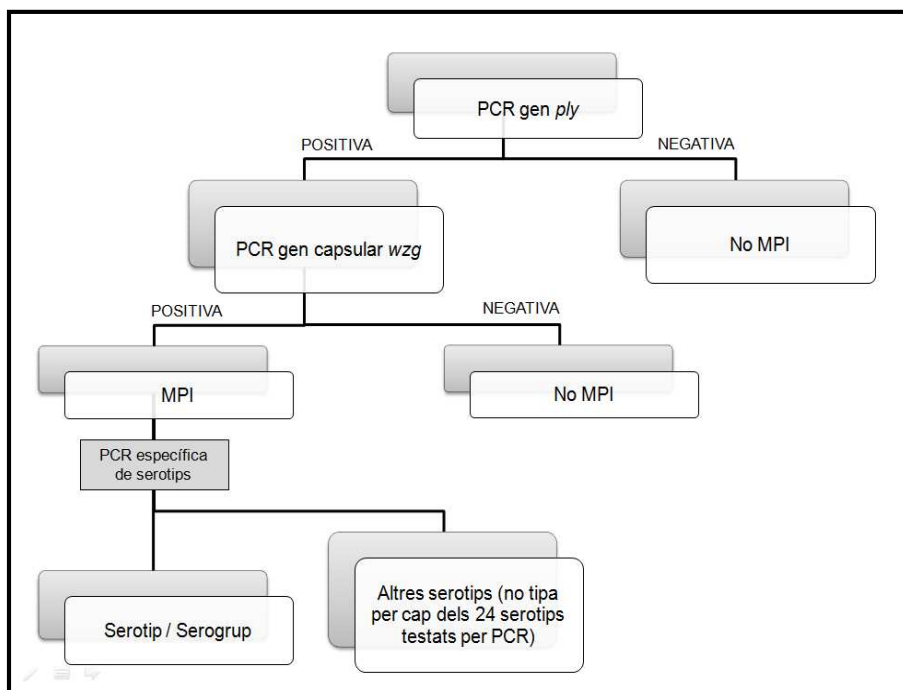 PCR gen ply
POSITIVA
NEGATIVA
PCR gen capsular wzg
No MPI
POSITIVA
NEGATIVA
MPI
No MPI
PCR específica
de serotips
Serotip / Serogrup
Altres serotips (no tipa
per cap dels 24 serotips
testats per PCR)